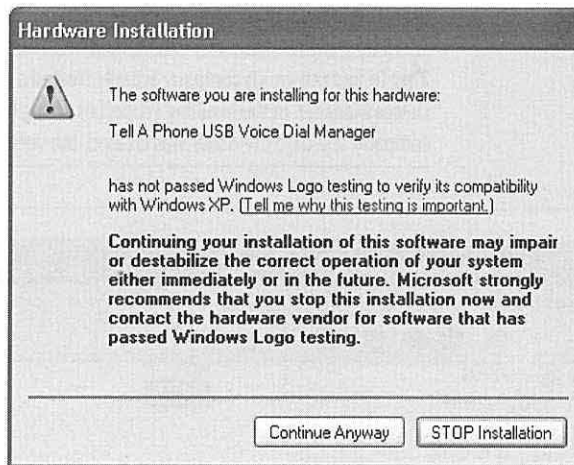 Hardware Installation
The software you are installing for this hardware:
Tell A Phone USB Voice Dial Manager
has not passed Windows Logo testing to verify its compatibility
with Windows XP. (Tell me why this testing is important.)
Continuing your installation of this software may impair
or destabilize the correct operation of your system
either immediately or in the future. Microsoft strongly
recommends that you stop this installation now and
contact the hardware vendor for software that has
passed Windows Logo testing.
Continue Anyway
STOP Installation